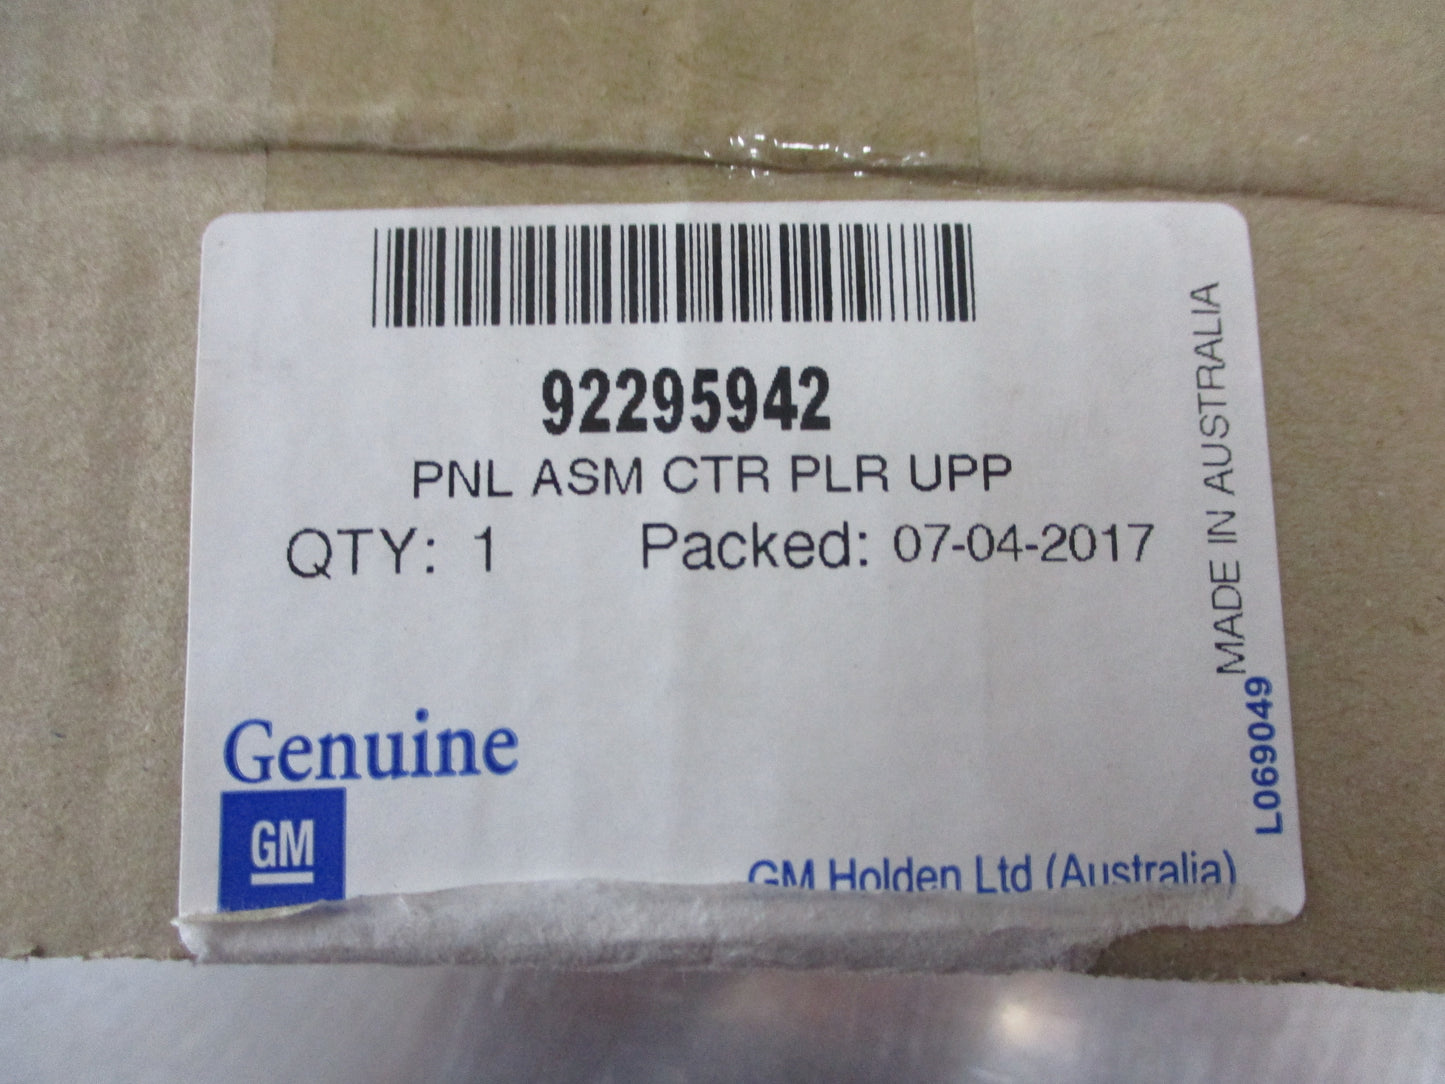 92295942
PNL ASM CTR PLR UPP
QTY: 1 Packed: 07-04-2017
MADE IN AUSTRALIA
L069049
Genuine
GM
GM Holden Ltd (Australia)